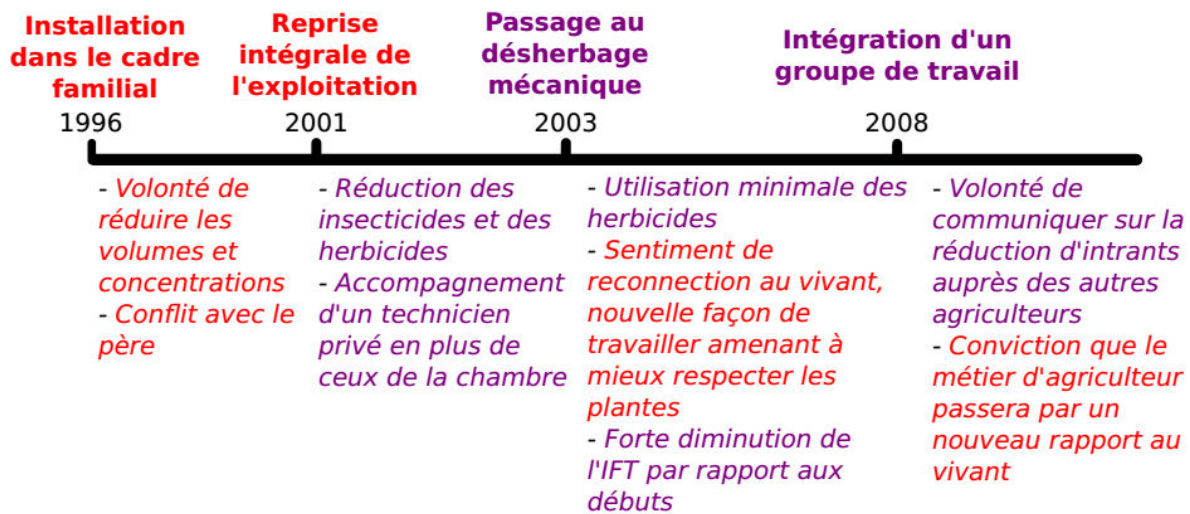 Installation
dans le cadre
familial
Reprise
intégrale de
l'exploitation
Passage au
désherbage
mécanique
Intégration d'un
groupe de travail
1996
2001
2003
2008
- Volonté de
réduire les
volumes et
concentrations
- Conflit avec le
père
- Réduction des
insecticides et des
herbicides
- Accompagnement
d'un technicien
privé en plus de
ceux de la chambre
- Utilisation minimale des
herbicides
- Sentiment de
reconnection au vivant,
nouvelle façon de
travailler amenant à
mieux respecter les
plantes
- Forte diminution de
l'IFT par rapport aux
débuts
- Volonté de
communiquer sur la
réduction d'intrants
auprès des autres
agriculteurs
- Conviction que le
métier d'agriculteur
passera par un
nouveau rapport au
vivant